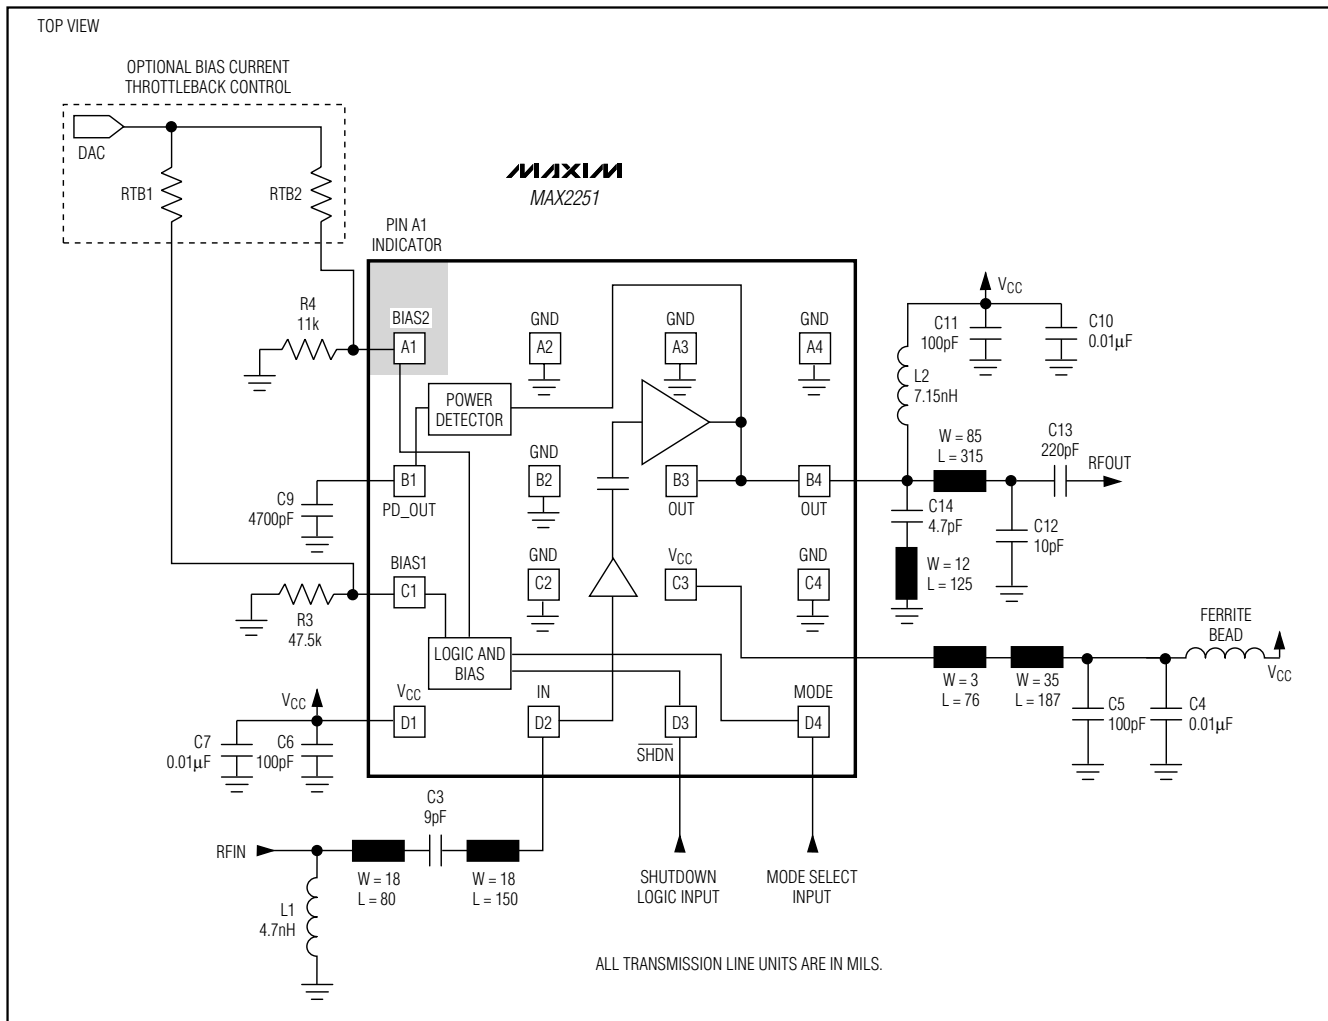 TOP VIEW
OPTIONAL BIAS CURRENT
THROTTLEBACK CONTROL
DAC
RTB1
RTB2
MAXIM
MAX2251
PIN A1
INDICATOR
R4
11k
BIAS2
A1
GND
A2
GND
A3
GND
A4
VCC
C11
100pF
C10
0.01µF
L2
7.15nH
POWER
DETECTOR
W = 85
L = 315
C13
220pF
RFOUT
C9
4700pF
B1
PD_OUT
GND
B2
B3
OUT
B4
OUT
C14
4.7pF
C12
10pF
W = 12
L = 125
BIAS1
C1
GND
C2
VCC
C3
GND
C4
R3
47.5k
LOGIC AND
BIAS
FERRITE
BEAD
VCC
W = 3
L = 76
W = 35
L = 187
C5
100pF
C4
0.01µF
VCC
C7
0.01µF
C6
100pF
VCC
D1
IN
D2
D3
SHDN
MODE
D4
C3
9pF
RFIN
W = 18
L = 80
W = 18
L = 150
L1
4.7nH
SHUTDOWN
LOGIC INPUT
MODE SELECT
INPUT
ALL TRANSMISSION LINE UNITS ARE IN MILS.